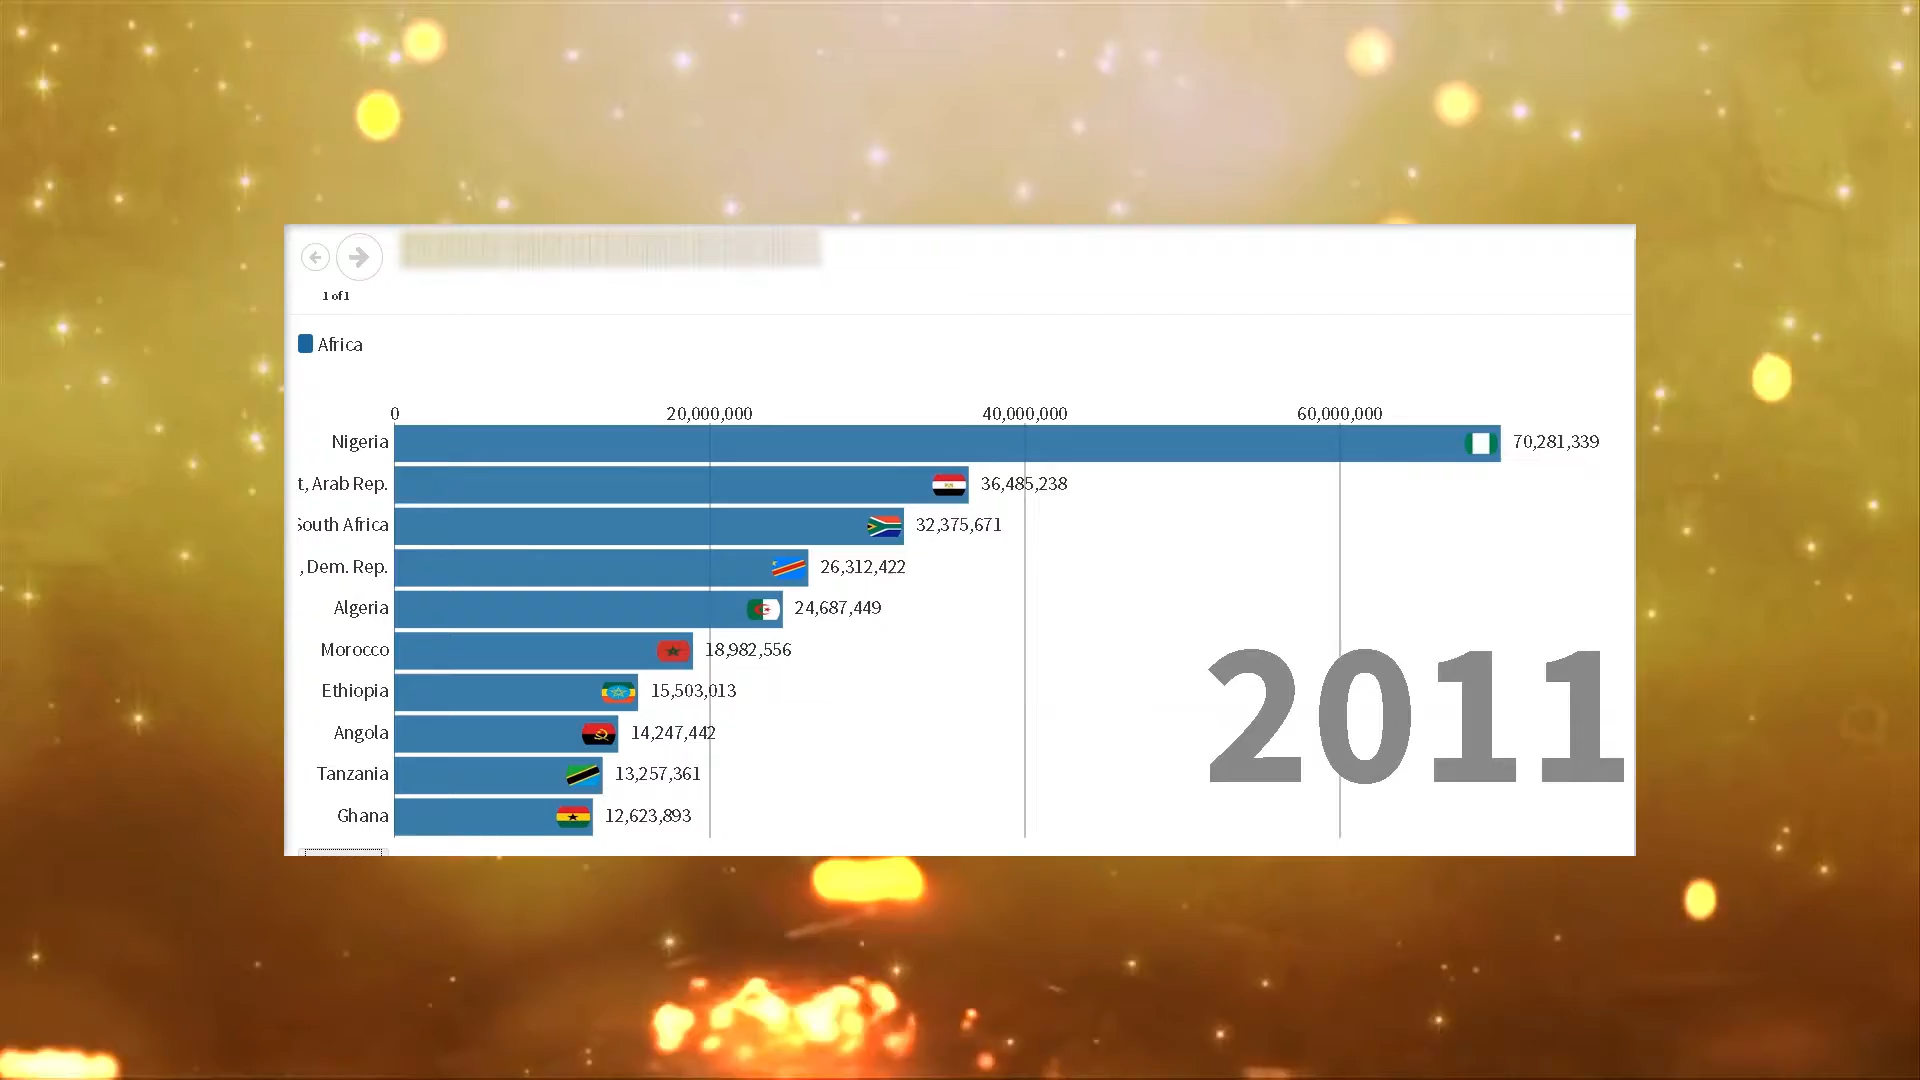 1 of 1
Africa
0 20,000,000 40,000,000 60,000,000
Nigeria 70,281,339
t, Arab Rep. 36,485,238
South Africa 32,375,671
, Dem. Rep. 26,312,422
Algeria 24,687,449
Morocco 18,982,556
Ethiopia 15,503,013
Angola 14,247,442
Tanzania 13,257,361
Ghana 12,623,893
2011